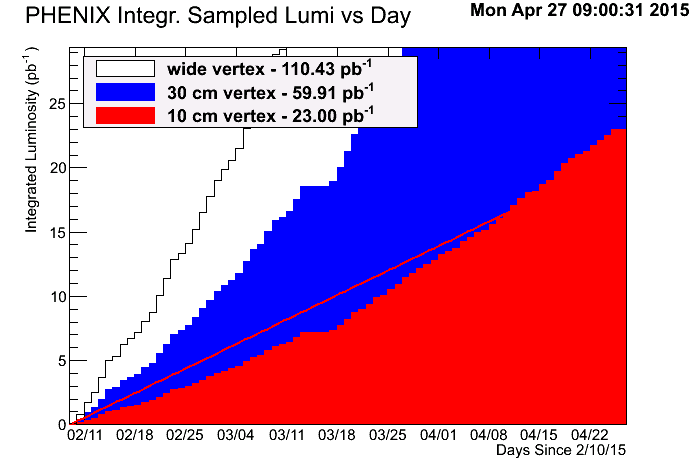 PHENIX Integr. Sampled Lumi vs Day
Mon Apr 27 09:00:31 2015
Integrated Luminosity (pb⁻¹)
wide vertex - 110.43 pb⁻¹
30 cm vertex - 59.91 pb⁻¹
10 cm vertex - 23.00 pb⁻¹
25
20
15
10
5
0
02/11 02/18 02/25 03/04 03/11 03/18 03/25 04/01 04/08 04/15 04/22
Days Since 2/10/15